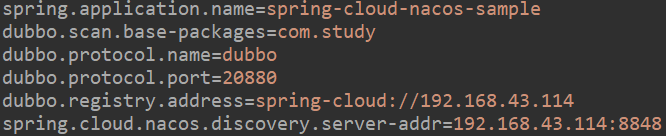 spring.application.name=spring-cloud-nacos-sample
dubbo.scan.base-packages=com.study
dubbo.protocol.name=dubbo
dubbo.protocol.port=20880
dubbo.registry.address=spring-cloud://192.168.43.114
spring.cloud.nacos.discovery.server-addr=192.168.43.114:8848